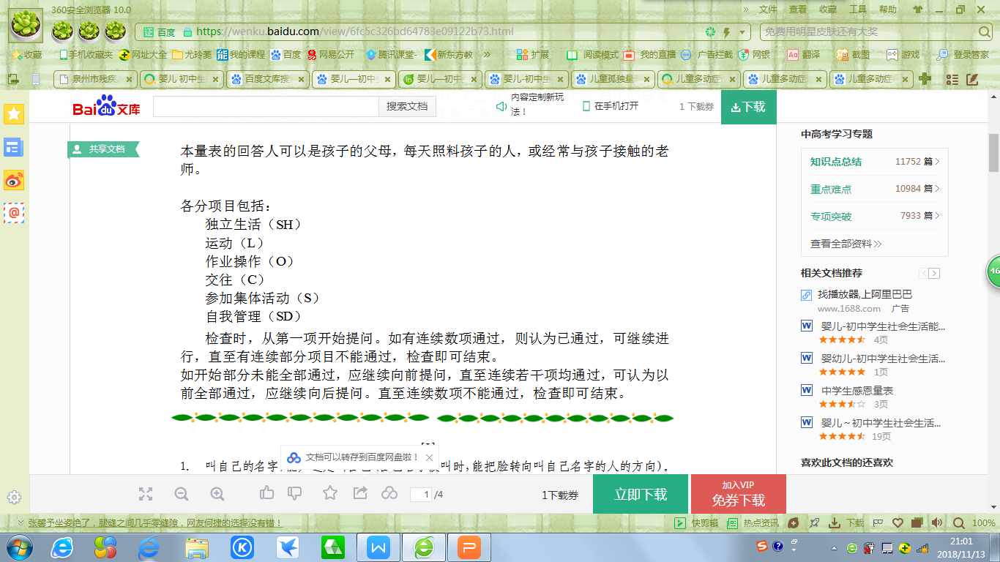 360安全浏览器 10.0
» 文件 查看 收藏 工具 帮助
证 百度 https://wenku.baidu.com/view/6fc5c326bd64783e09122b73.html
免费用明星皮肤还有大奖
收藏 手机收藏夹 网址大全 尤玲菱 能 我的课程 百度 易 网易公开 腾讯课堂- 新东方教 » 扩展 阅读模式 我的直播 广告拦截 网银 Aa 翻译 截图 游戏 登录管家
泉州市残疾 婴儿 初中生 百度文库搜 婴儿—初中 婴儿—初中 婴儿-初中生 儿童孤独量 儿童多动症 儿童多动症 儿童多动症
Bai du 文库
搜索文档
内容定制新玩
法！
在手机打开
1 下载券
下载
共享文档
本量表的回答人可以是孩子的父母，每天照料孩子的人，或经常与孩子接触的老
师。
各分项目包括：
独立生活（SH）
运动（L）
作业操作（O）
交往（C）
参加集体活动（S）
自我管理（SD）
检查时，从第一项开始提问。如有连续数项通过，则认为已通过，可继续进
行，直至有连续部分项目不能通过，检查即可结束。
如开始部分未能全部通过，应继续向前提问，直至连续若干项均通过，可认为以
前全部通过，应继续向后提问。直至连续数项不能通过，检查即可结束。
1. 叫自己的名字
时，能把脸转向叫自己名字的人的方向）。
文档可以转存到百度网盘啦！
中高考学习专题
知识点总结 11752 篇
重点难点 10984 篇
专项突破 7933 篇
查看全部资料
相关文档推荐
找播放器,上阿里巴巴
www.1688.com 广告
W 婴儿-初中学生社会生活能...
4页
W 婴幼儿-初中学生社会生活...
1页
W 中学生感恩量表
3页
W 婴儿～初中学生社会生活...
19页
喜欢此文档的还喜欢
46
1 /4
1下载券
立即下载
加入VIP
免券下载
张馨予坐姿绝了，腿缝之间几乎零缝隙，网友何捷的选择没有错！
快剪辑 热点资讯 下载 100%
21:01
2018/11/13